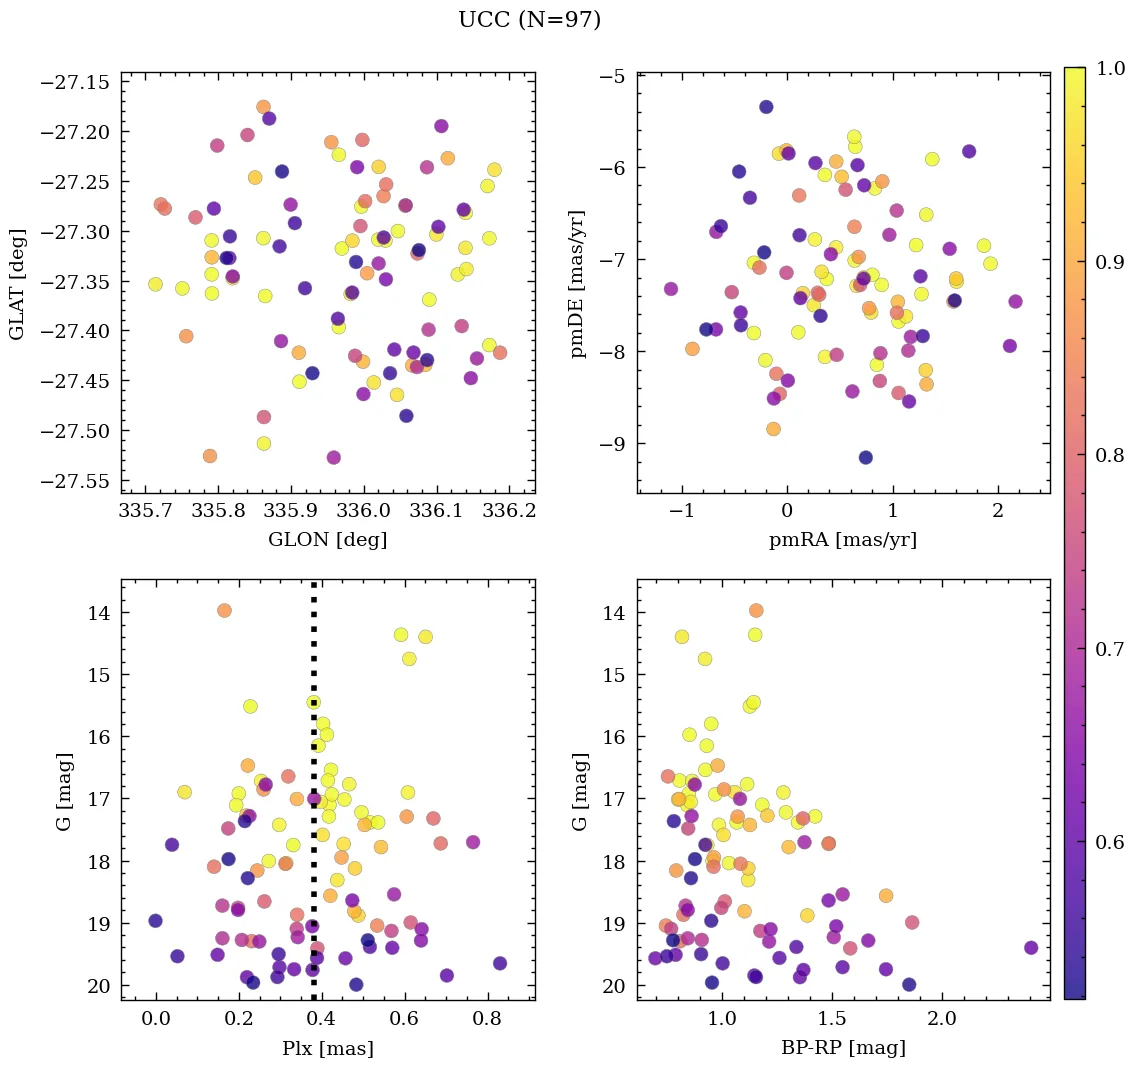 UCC (N=97)
−27.15
−27.20
−27.25
−27.30
−27.35
−27.40
−27.45
−27.50
−27.55
GLAT [deg]
335.7 335.8 335.9 336.0 336.1 336.2
GLON [deg]
−5
−6
−7
−8
−9
pmDE [mas/yr]
−1 0 1 2
pmRA [mas/yr]
14
15
16
17
18
19
20
G [mag]
0.0 0.2 0.4 0.6 0.8
Plx [mas]
14
15
16
17
18
19
20
G [mag]
1.0 1.5 2.0
BP-RP [mag]
1.0
0.9
0.8
0.7
0.6